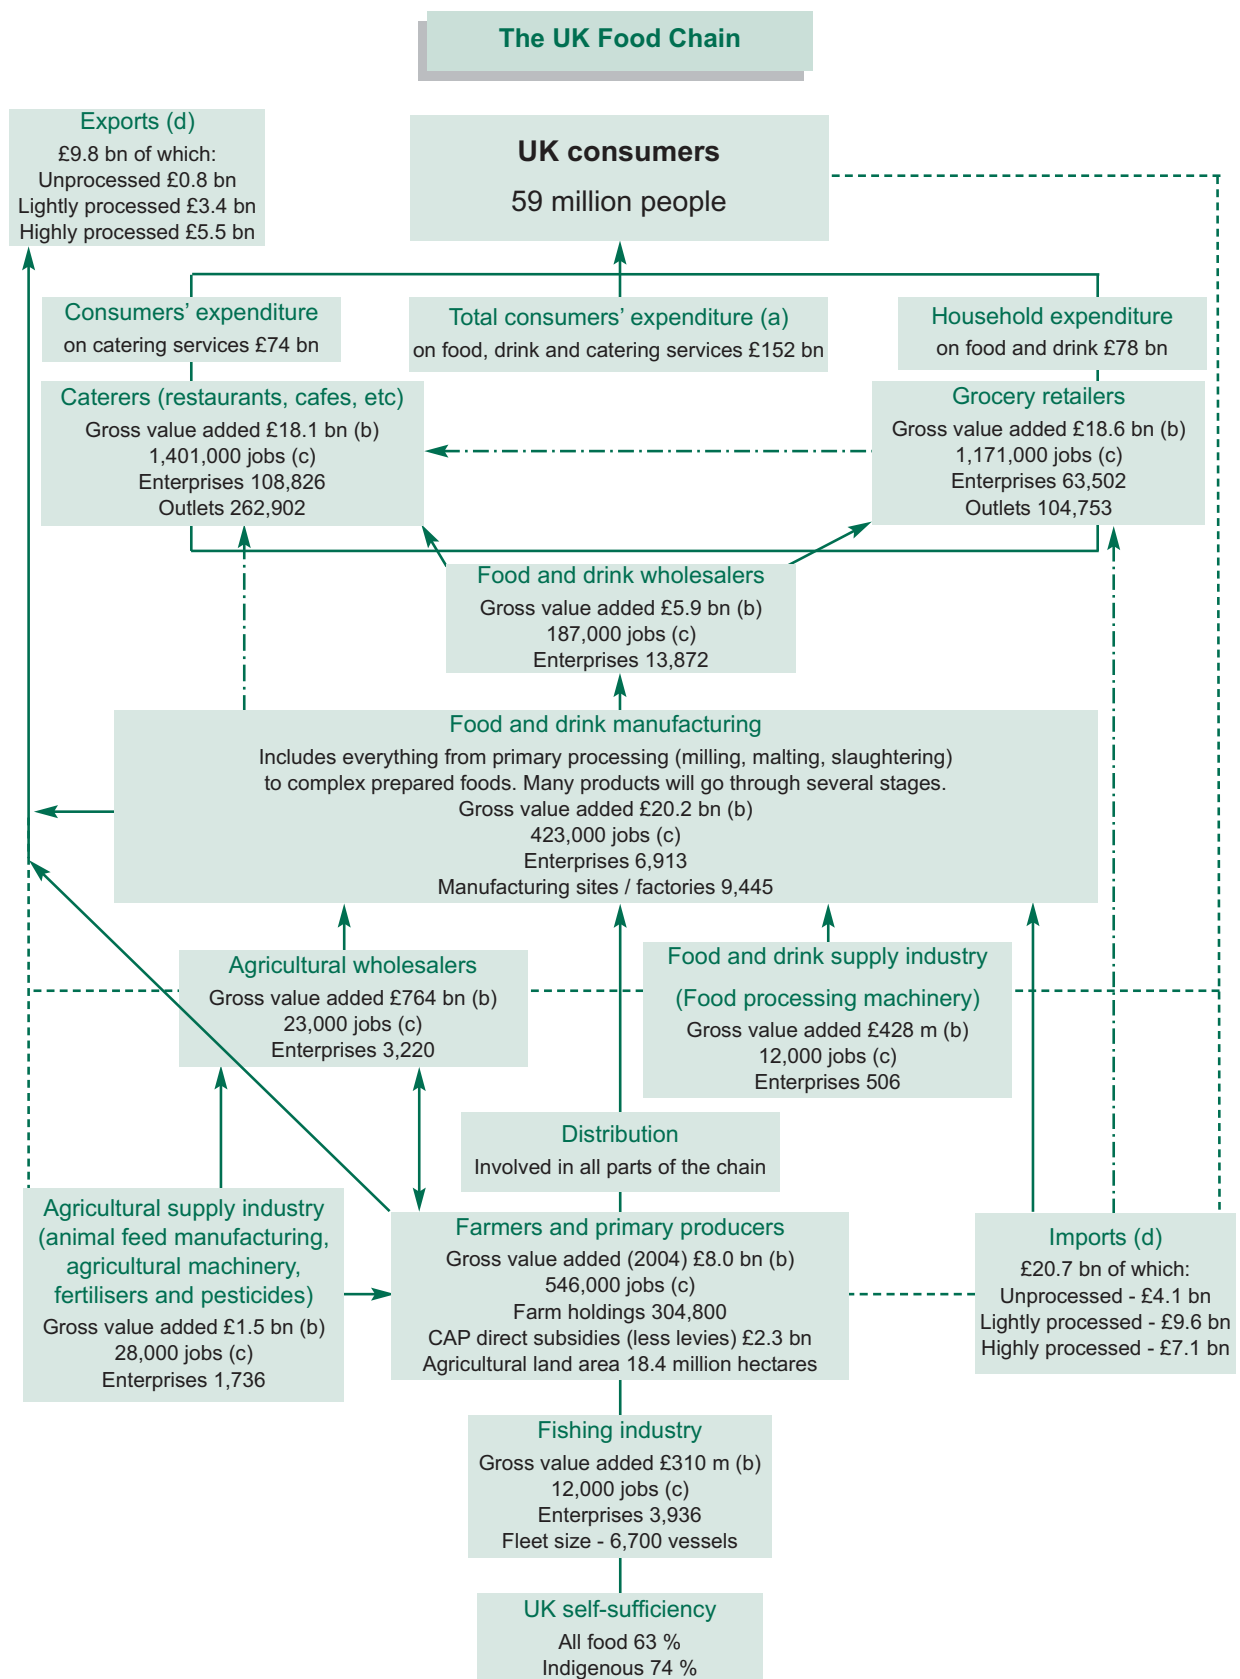 The UK Food Chain
Exports (d)
£9.8 bn of which:
Unprocessed £0.8 bn
Lightly processed £3.4 bn
Highly processed £5.5 bn
UK consumers
59 million people
Consumers’ expenditure
on catering services £74 bn
Total consumers’ expenditure (a)
on food, drink and catering services £152 bn
Household expenditure
on food and drink £78 bn
Caterers (restaurants, cafes, etc)
Gross value added £18.1 bn (b)
1,401,000 jobs (c)
Enterprises 108,826
Outlets 262,902
Grocery retailers
Gross value added £18.6 bn (b)
1,171,000 jobs (c)
Enterprises 63,502
Outlets 104,753
Food and drink wholesalers
Gross value added £5.9 bn (b)
187,000 jobs (c)
Enterprises 13,872
Food and drink manufacturing
Includes everything from primary processing (milling, malting, slaughtering)
to complex prepared foods. Many products will go through several stages.
Gross value added £20.2 bn (b)
423,000 jobs (c)
Enterprises 6,913
Manufacturing sites / factories 9,445
Agricultural wholesalers
Gross value added £764 bn (b)
23,000 jobs (c)
Enterprises 3,220
Food and drink supply industry
(Food processing machinery)
Gross value added £428 m (b)
12,000 jobs (c)
Enterprises 506
Distribution
Involved in all parts of the chain
Agricultural supply industry
(animal feed manufacturing,
agricultural machinery,
fertilisers and pesticides)
Gross value added £1.5 bn (b)
28,000 jobs (c)
Enterprises 1,736
Farmers and primary producers
Gross value added (2004) £8.0 bn (b)
546,000 jobs (c)
Farm holdings 304,800
CAP direct subsidies (less levies) £2.3 bn
Agricultural land area 18.4 million hectares
Imports (d)
£20.7 bn of which:
Unprocessed - £4.1 bn
Lightly processed - £9.6 bn
Highly processed - £7.1 bn
Fishing industry
Gross value added £310 m (b)
12,000 jobs (c)
Enterprises 3,936
Fleet size - 6,700 vessels
UK self-sufficiency
All food 63 %
Indigenous 74 %